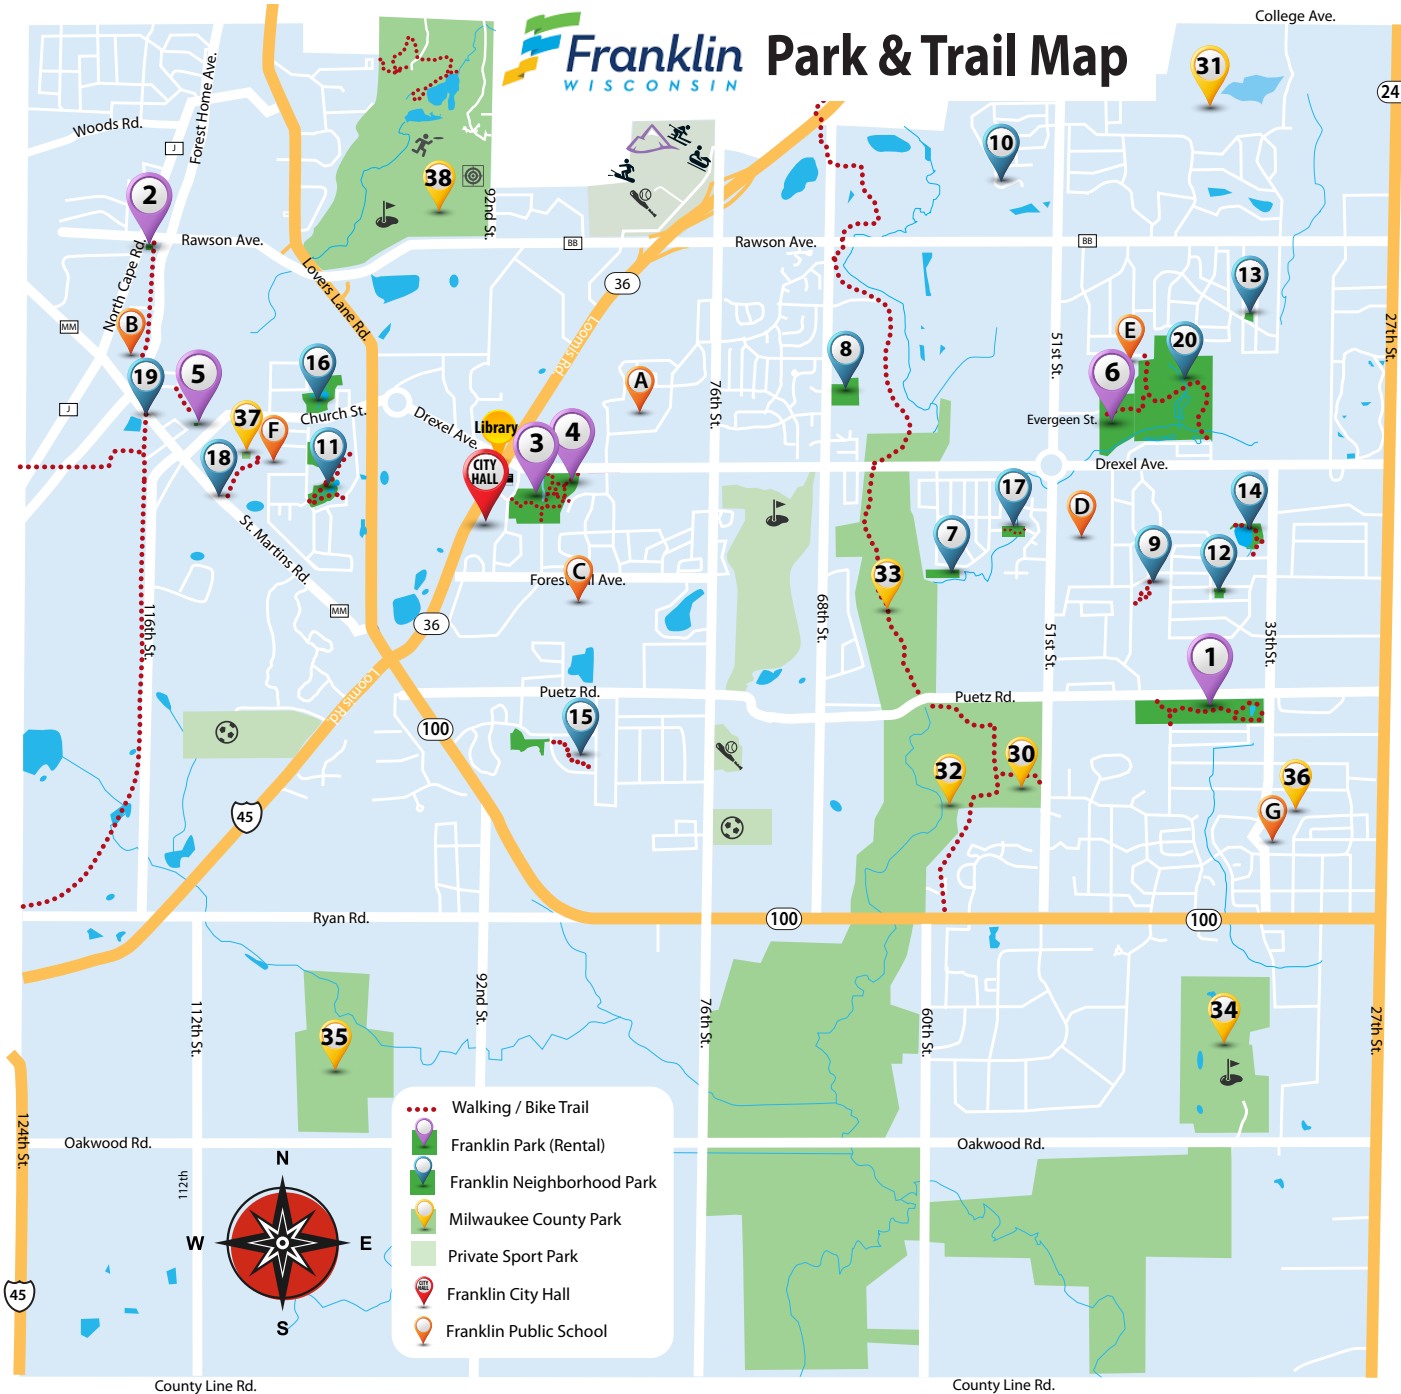 College Ave.
Franklin
WISCONSIN
Park & Trail Map
31
24
Woods Rd.
Forest Home Ave.
J
10
38
92nd St.
2
Rawson Ave.
BB
Rawson Ave.
BB
North Cape Rd.
Lovers Lane Rd.
36
13
MM
B
Loomis Rd
51st St.
E
20
27th St.
8
16
19
5
A
76th St.
6
J
37
Church St.
Drexel Ave.
Library
3
4
Evergeen St.
F
18
11
CITY
HALL
Drexel Ave.
17
14
D
St. Martins Rd.
7
9
12
Forest Hill Ave.
C
33
MM
36
116th St.
68th St.
51st St.
35th St.
1
Loomis Rd
Puetz Rd.
Puetz Rd.
15
100
32
30
36
45
G
Ryan Rd.
100
100
112th St.
92nd St.
76th St.
60th St.
27th St.
35
34
124th St.
Oakwood Rd.
Oakwood Rd.
112th
Walking / Bike Trail
Franklin Park (Rental)
Franklin Neighborhood Park
Milwaukee County Park
Private Sport Park
CITY
HALL
Franklin City Hall
Franklin Public School
N
W
E
S
45
County Line Rd.
County Line Rd.